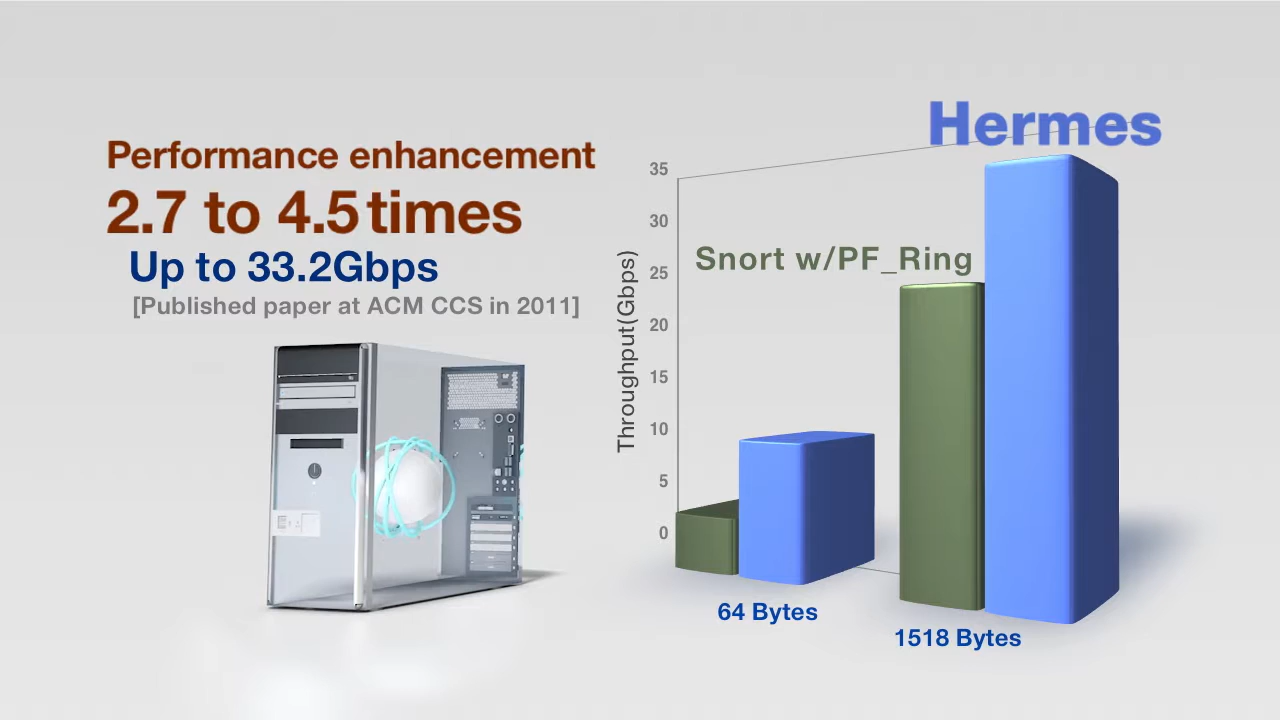 Performance enhancement
2.7 to 4.5 times
Up to 33.2Gbps
[Published paper at ACM CCS in 2011]
Hermes
Snort w/PF_Ring
Throughput(Gbps)
35
30
25
20
15
10
5
0
64 Bytes
1518 Bytes